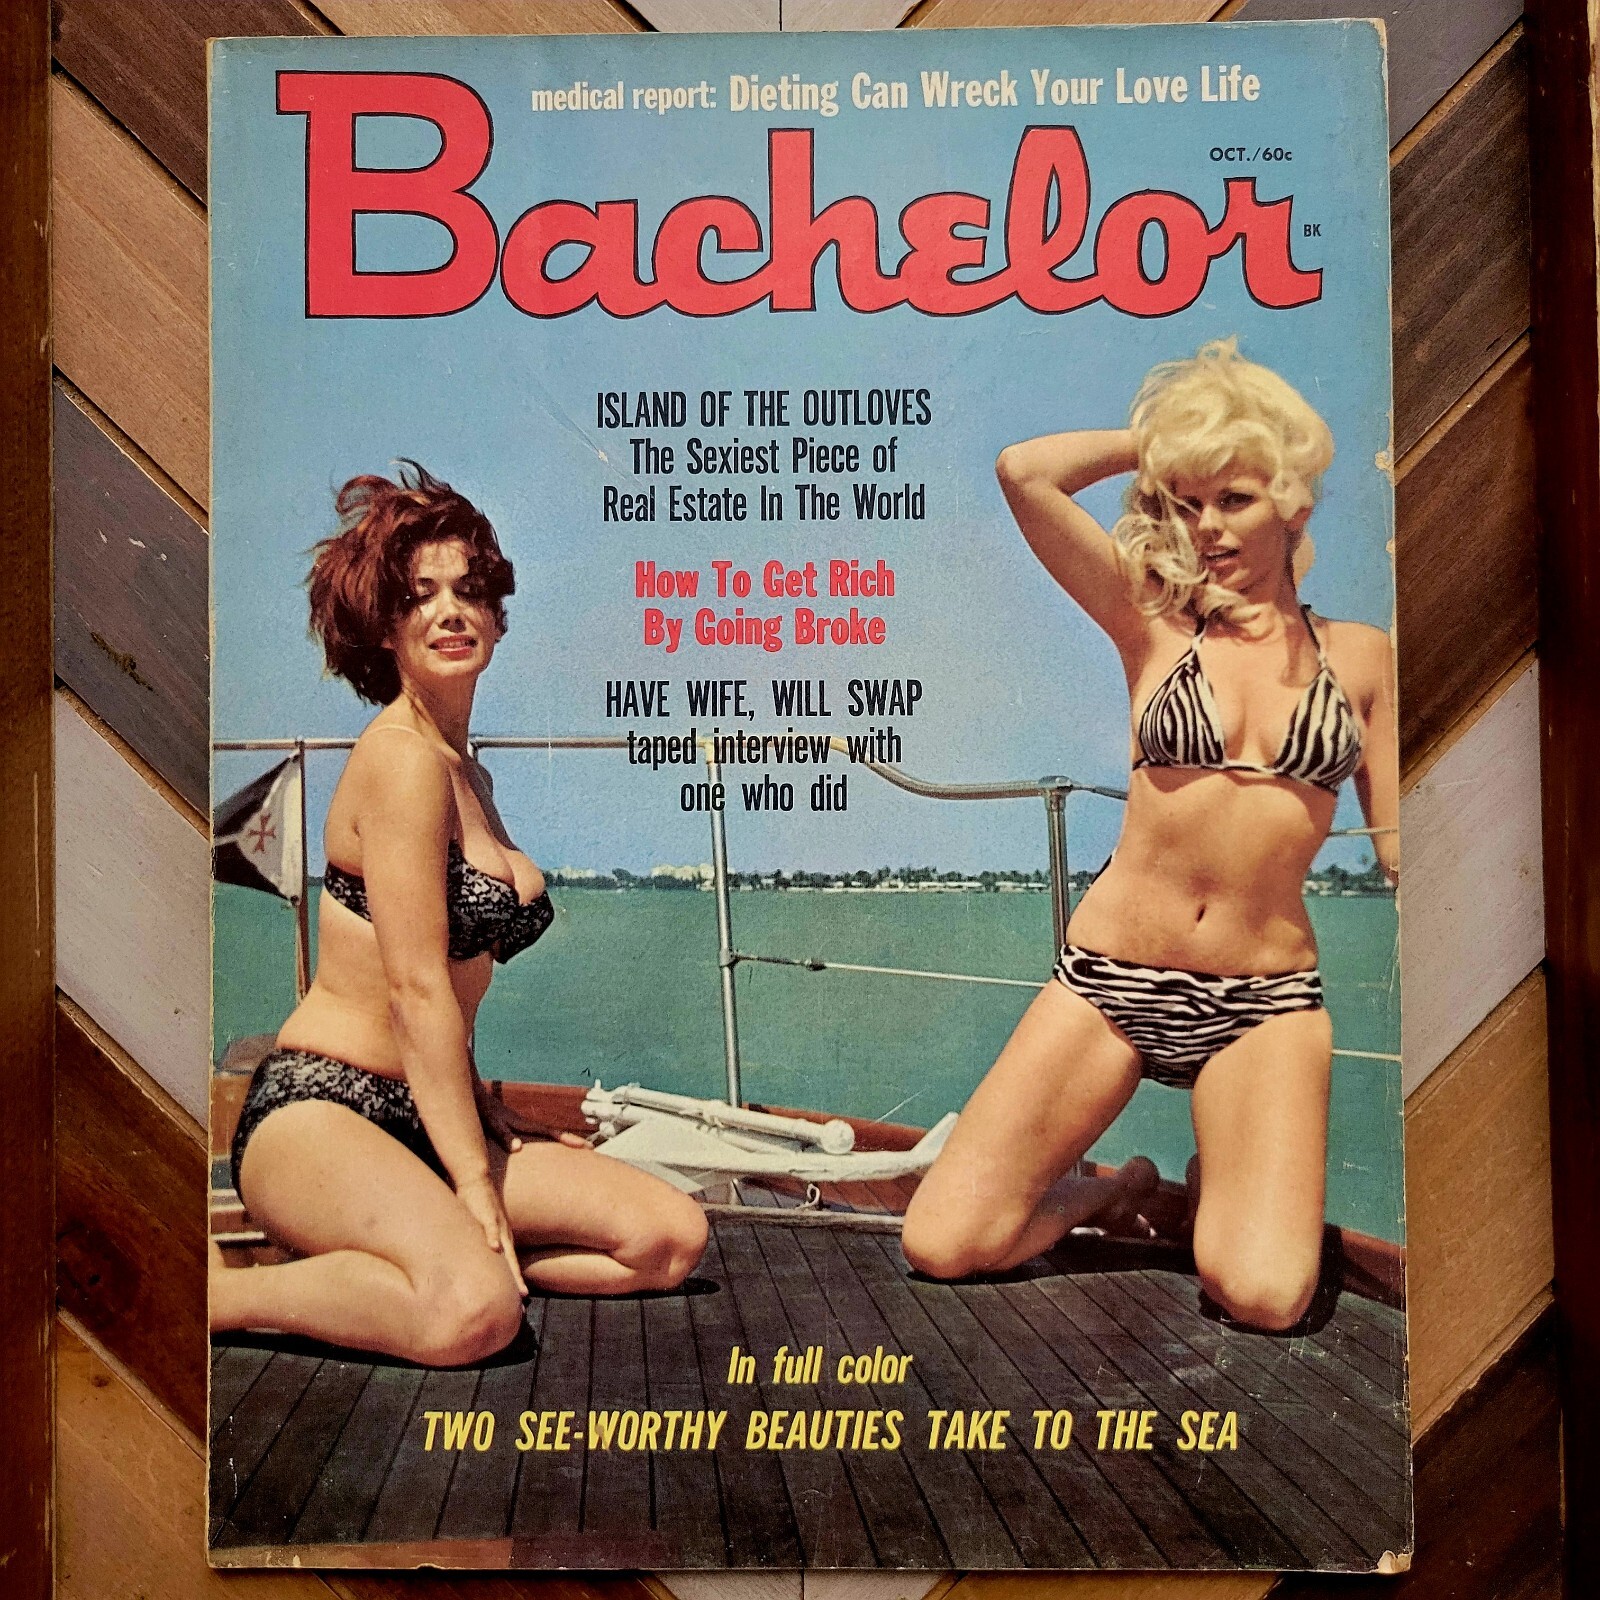 medical report: Dieting Can Wreck Your Love Life
Bachelor
OCT./60c
BK
ISLAND OF THE OUTLOVES
The Sexiest Piece of
Real Estate In The World
How To Get Rich
By Going Broke
HAVE WIFE, WILL SWAP
taped interview with
one who did
In full color
TWO SEE-WORTHY BEAUTIES TAKE TO THE SEA